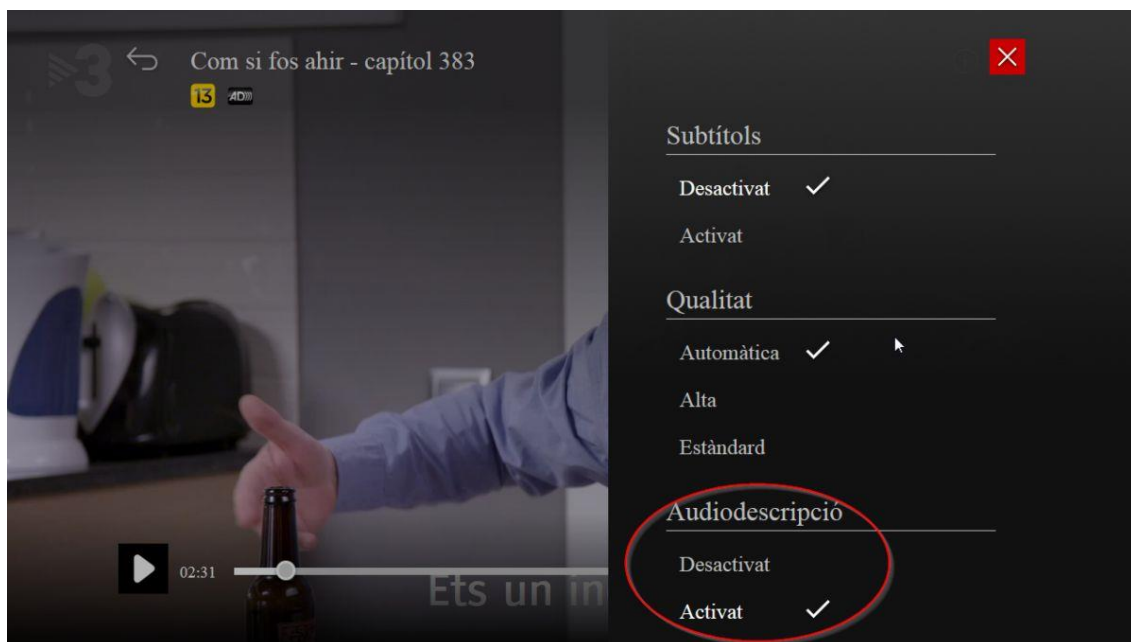 3
Com si fos ahir - capítol 383
13 AD
Subtítols
Desactivat
Activat
Qualitat
Automàtica
Alta
Estàndard
Audiodescripció
Desactivat
Activat
02:31
Ets un in